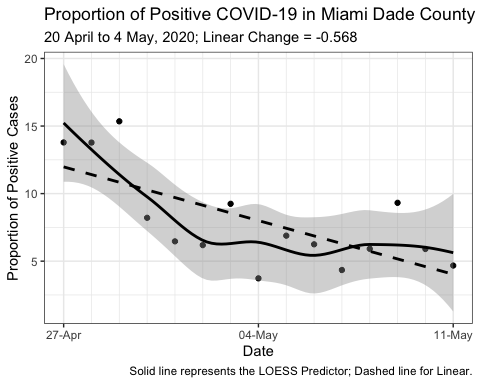 Proportion of Positive COVID-19 in Miami Dade County
20 April to 4 May, 2020; Linear Change = -0.568
Proportion of Positive Cases
20
15
10
5
27-Apr 04-May 11-May
Date
Solid line represents the LOESS Predictor; Dashed line for Linear.